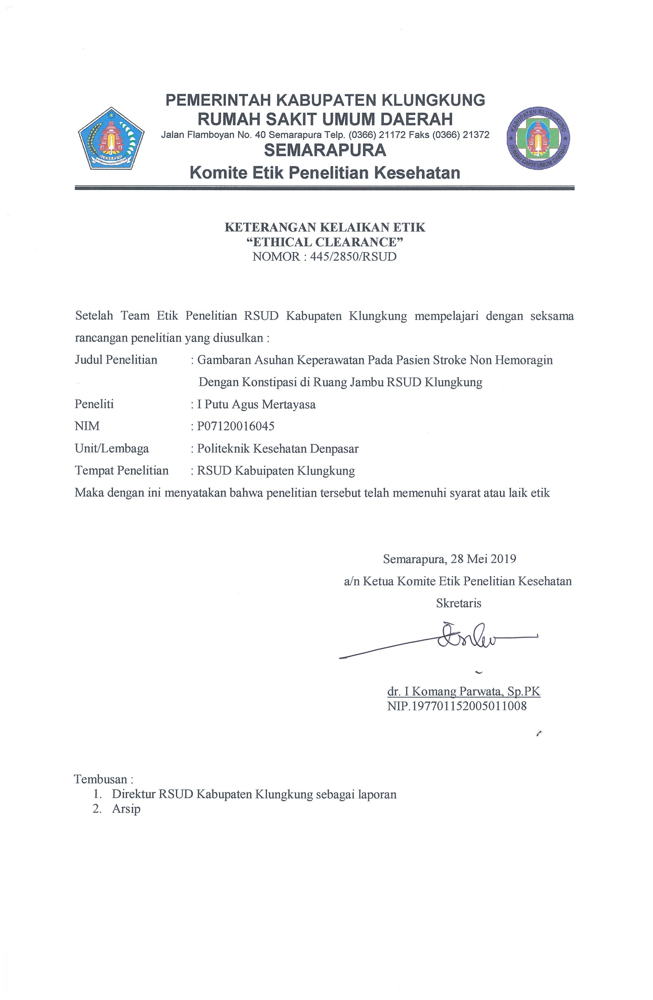 PEMERINTAH KABUPATEN KLUNGKUNG
RUMAH SAKIT UMUM DAERAH
Jalan Flamboyan No. 40 Semarapura Telp. (0366) 21172 Faks (0366) 21372
SEMARAPURA
Komite Etik Penelitian Kesehatan
KLUNGKUNG
KABUPATEN KLUNGKUNG
RUMAH SAKIT UMUM DAERAH
KETERANGAN KELAIKAN ETIK
“ETHICAL CLEARANCE”
NOMOR : 445/2850/RSUD
Setelah Team Etik Penelitian RSUD Kabupaten Klungkung mempelajari dengan seksama
rancangan penelitian yang diusulkan :
Judul Penelitian : Gambaran Asuhan Keperawatan Pada Pasien Stroke Non Hemoragin
Dengan Konstipasi di Ruang Jambu RSUD Klungkung
Peneliti : I Putu Agus Mertayasa
NIM : P07120016045
Unit/Lembaga : Politeknik Kesehatan Denpasar
Tempat Penelitian : RSUD Kabuipaten Klungkung
Maka dengan ini menyatakan bahwa penelitian tersebut telah memenuhi syarat atau laik etik
Semarapura, 28 Mei 2019
a/n Ketua Komite Etik Penelitian Kesehatan
Skretaris
dr. I Komang Parwata, Sp.PK
NIP.197701152005011008
Tembusan :
1. Direktur RSUD Kabupaten Klungkung sebagai laporan
2. Arsip